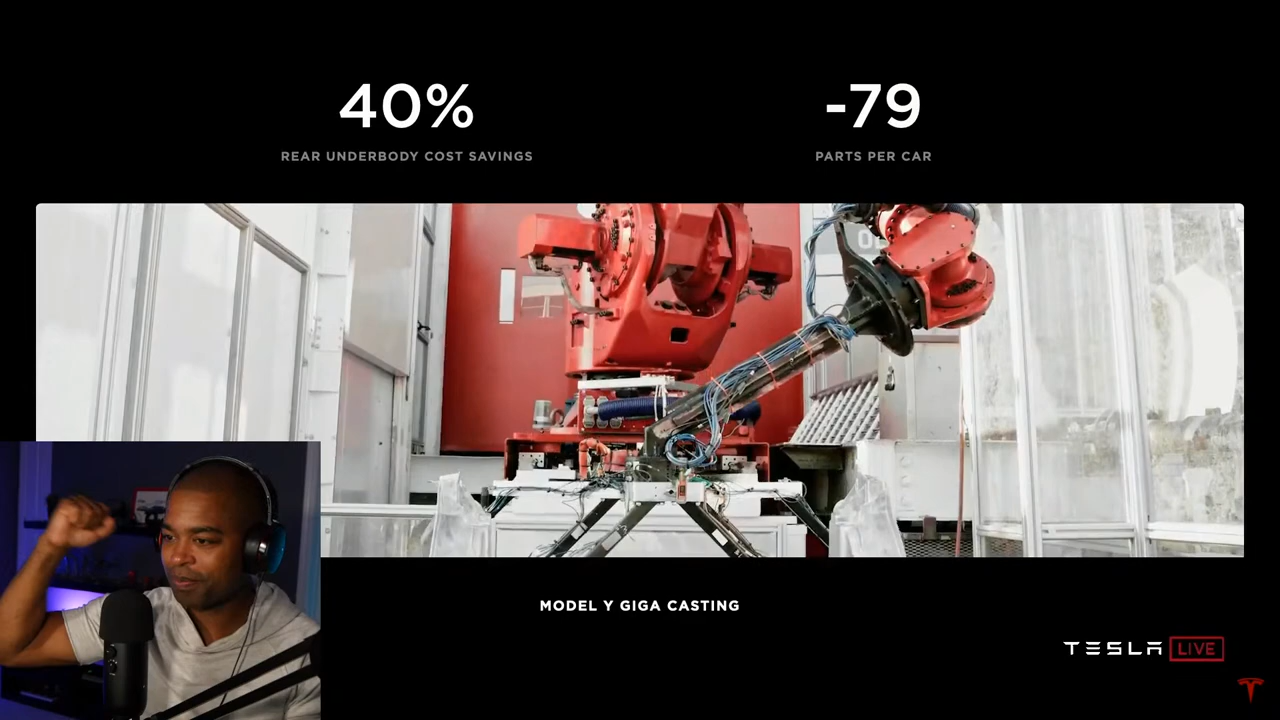 40%
REAR UNDERBODY COST SAVINGS
-79
PARTS PER CAR
MODEL Y GIGA CASTING
TESLA LIVE